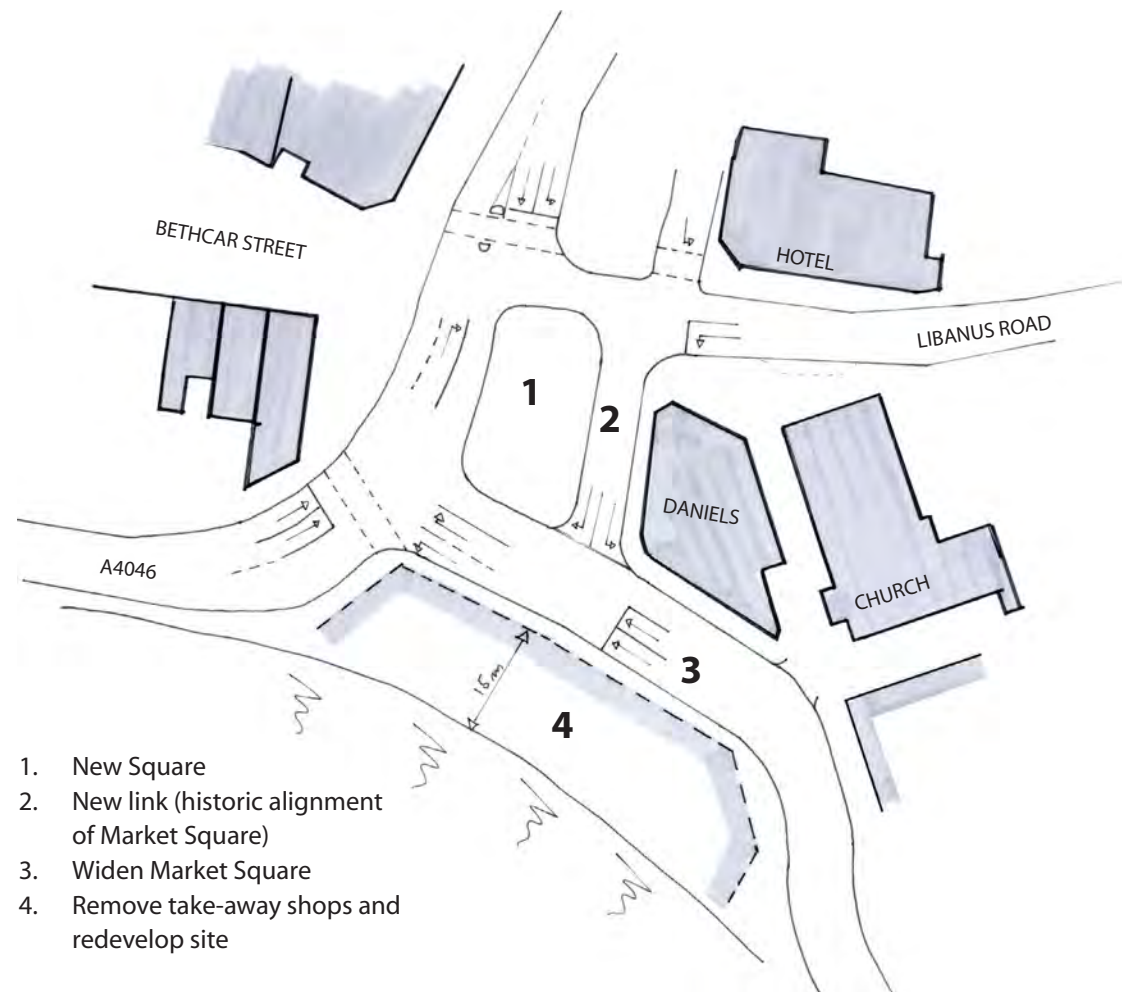 BETHCAR STREET
HOTEL
LIBANUS ROAD
1
2
DANIELS
A4046
CHURCH
3
15m
4
1. New Square
2. New link (historic alignment
of Market Square)
3. Widen Market Square
4. Remove take-away shops and
redevelop site